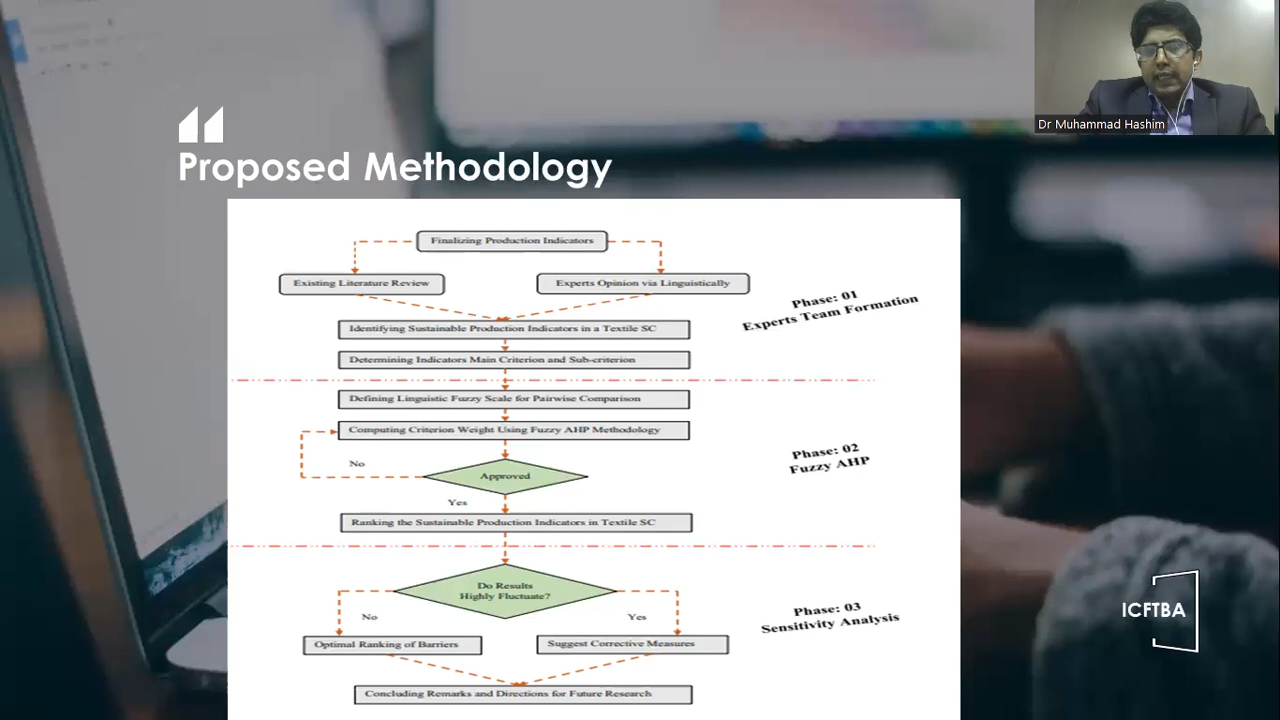 Dr Muhammad Hashim
Proposed Methodology
Finalizing Production Indicators
Existing Literature Review
Experts Opinion via Linguistically
Phase: 01
Experts Team Formation
Identifying Sustainable Production Indicators in a Textile SC
Determining Indicators Main Criterion and Sub-criterion
Defining Linguistic Fuzzy Scale for Pairwise Comparison
Computing Criterion Weight Using Fuzzy AHP Methodology
Phase: 02
Fuzzy AHP
No
Approved
Yes
Ranking the Sustainable Production Indicators in Textile SC
Do Results
Highly Fluctuate?
No
Yes
Phase: 03
Sensitivity Analysis
ICFTBA
Optimal Ranking of Barriers
Suggest Corrective Measures
Concluding Remarks and Directions for Future Research